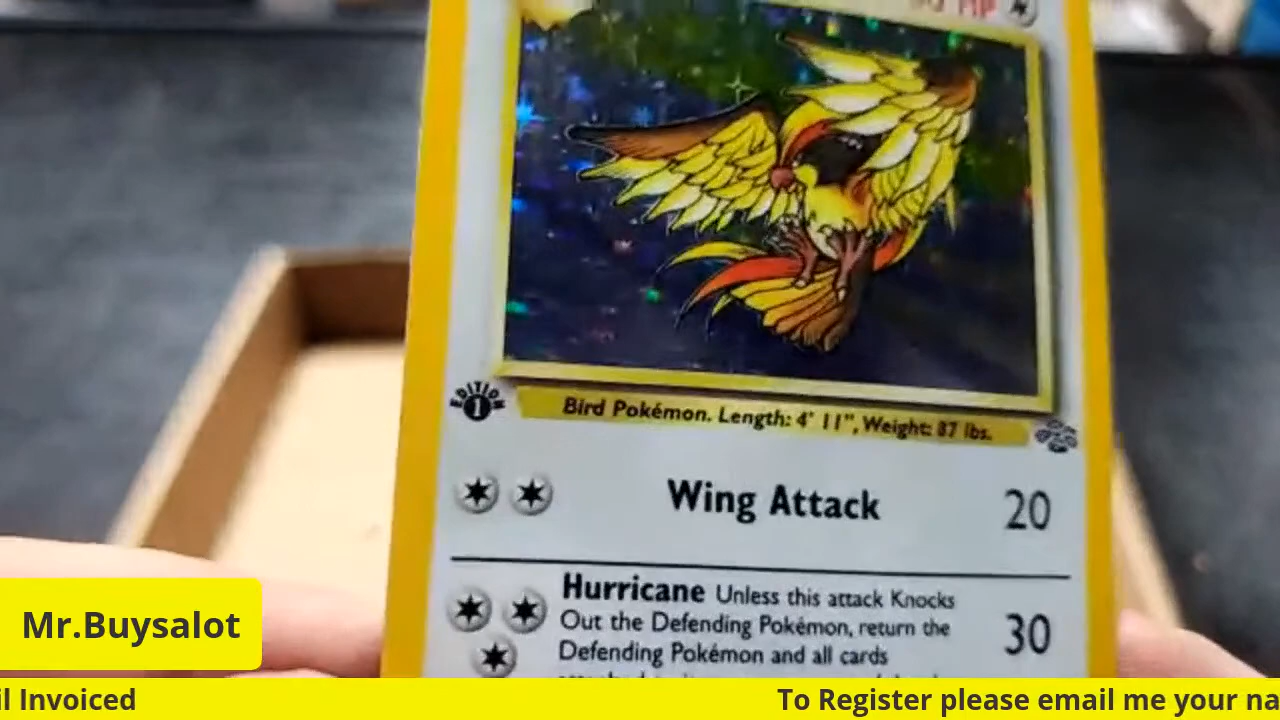 HP
EDITION
1
Bird Pokémon. Length: 4' 11", Weight: 87 lbs.
Wing Attack
20
Hurricane Unless this attack Knocks
Out the Defending Pokémon, return the
Defending Pokémon and all cards
30
Mr.Buysalot
il Invoiced
To Register please email me your na